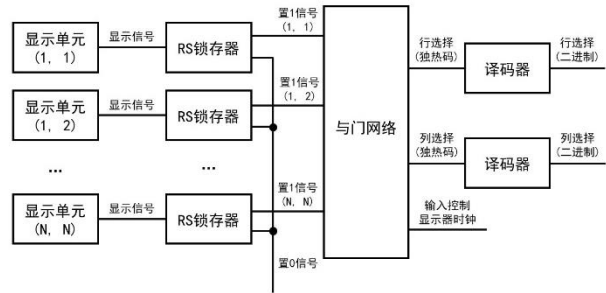 显示单元
(1, 1)
显示信号
RS锁存器
置1信号
(1, 1)
显示单元
(1, 2)
显示信号
RS锁存器
置1信号
(1, 2)
...
...
显示单元
(N, N)
显示信号
RS锁存器
置1信号
(N, N)
置0信号
与门网络
行选择
(独热码)
译码器
行选择
(二进制)
列选择
(独热码)
译码器
列选择
(二进制)
输入控制
显示器时钟